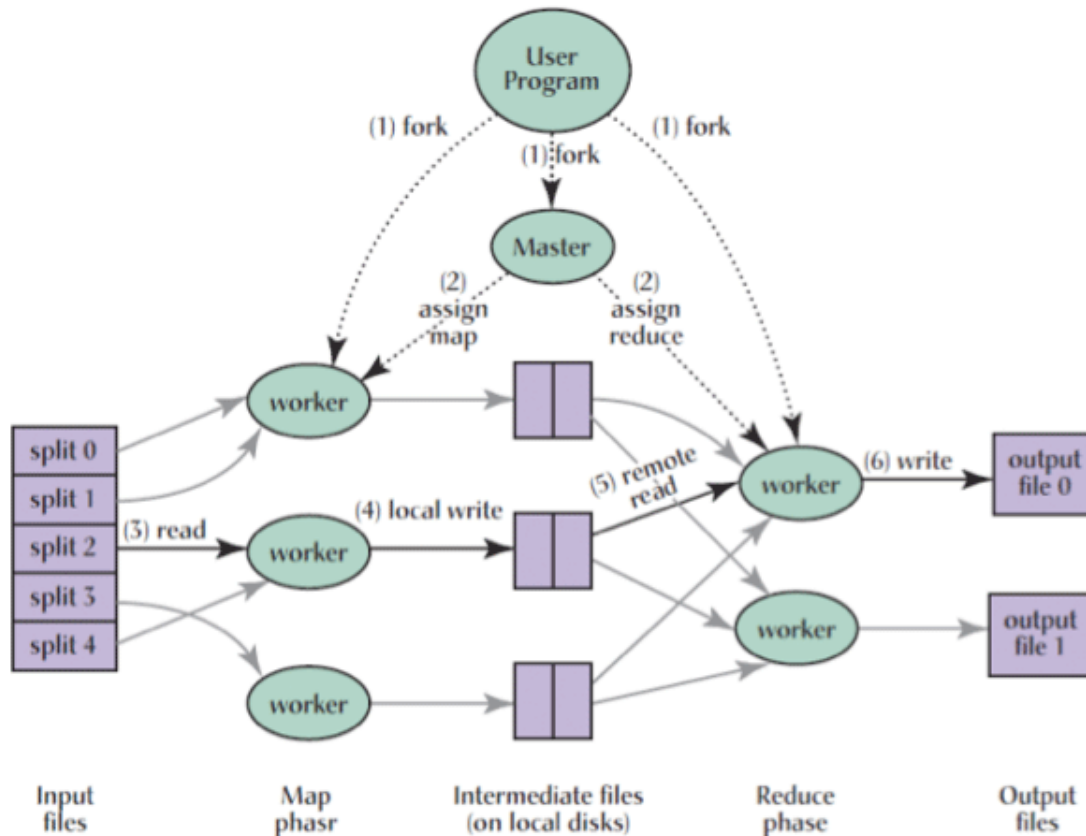 User
Program
(1) fork
(1) fork
(1) fork
Master
(2)
assign
map
(2)
assign
reduce
worker
split 0
split 1
split 2
split 3
split 4
(3) read
worker
(4) local write
(5) remote
read
worker
(6) write
output
file 0
worker
output
file 1
worker
Input
files
Map
phasr
Intermediate files
(on local disks)
Reduce
phase
Output
files